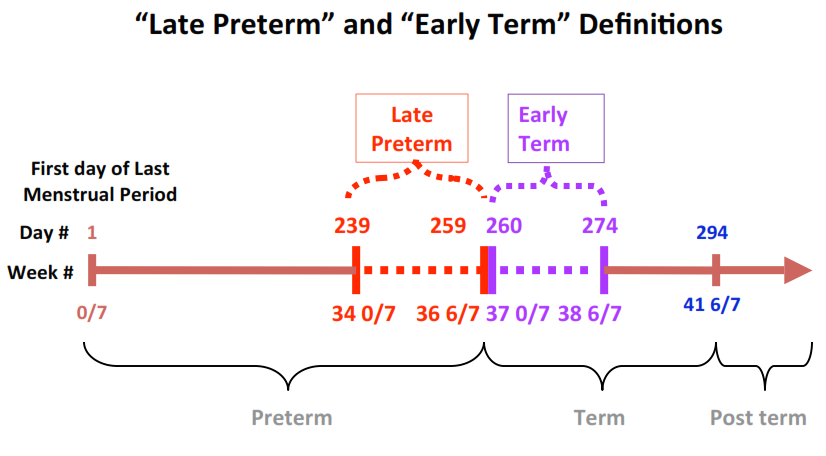 “Late Preterm” and “Early Term” Definitions
Late
Preterm
Early
Term
First day of Last
Menstrual Period
Day # 1 239 259 260 274 294
Week #
0/7 34 0/7 36 6/7 37 0/7 38 6/7 41 6/7
Preterm Term Post term